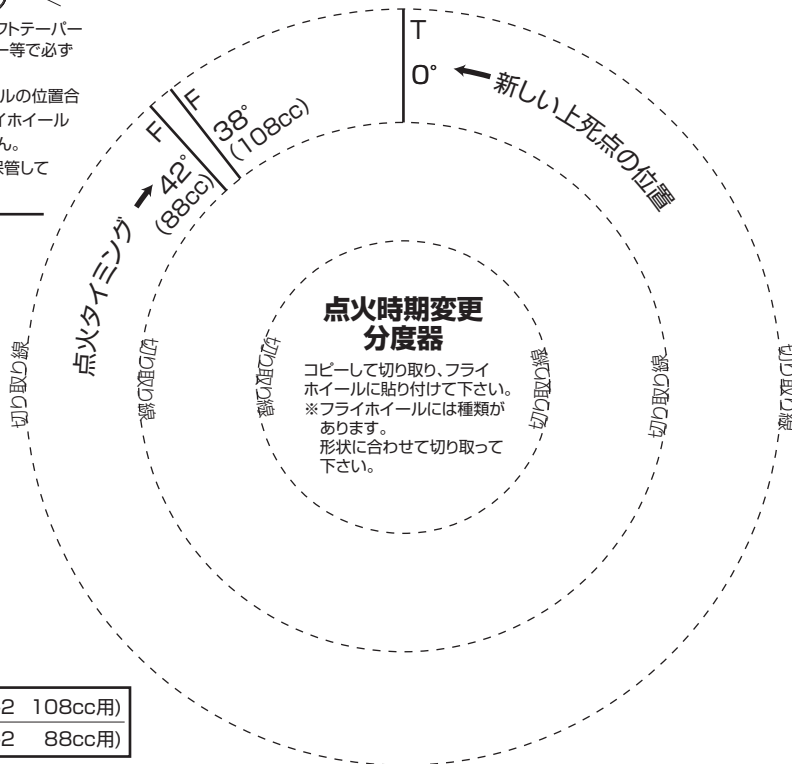 フトテーパー
ー等で必ず
ルの位置合
イホイール
ん。
保管して
T
0°
新しい上死点の位置
F
38°
(108cc)
F
42°
(88cc)
点火タイミング
切り取り線
切り取り線
切り取り線
切り取り線
切り取り線
切り取り線
点火時期変更
分度器
コピーして切り取り、フライ
ホイールに貼り付けて下さい。
※フライホイールには種類が
あります。
形状に合わせて切り取って
下さい。
2 108cc用)
2 88cc用)